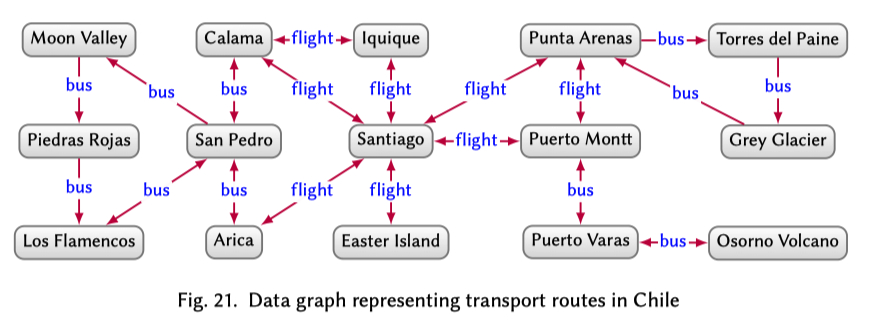 Moon Valley Calama flight Iquique Punta Arenas bus Torres del Paine
bus bus bus flight flight flight flight bus bus
Piedras Rojas San Pedro Santiago flight Puerto Montt Grey Glacier
bus bus bus flight flight bus
Los Flamencos Arica Easter Island Puerto Varas bus Osorno Volcano
Fig. 21. Data graph representing transport routes in Chile